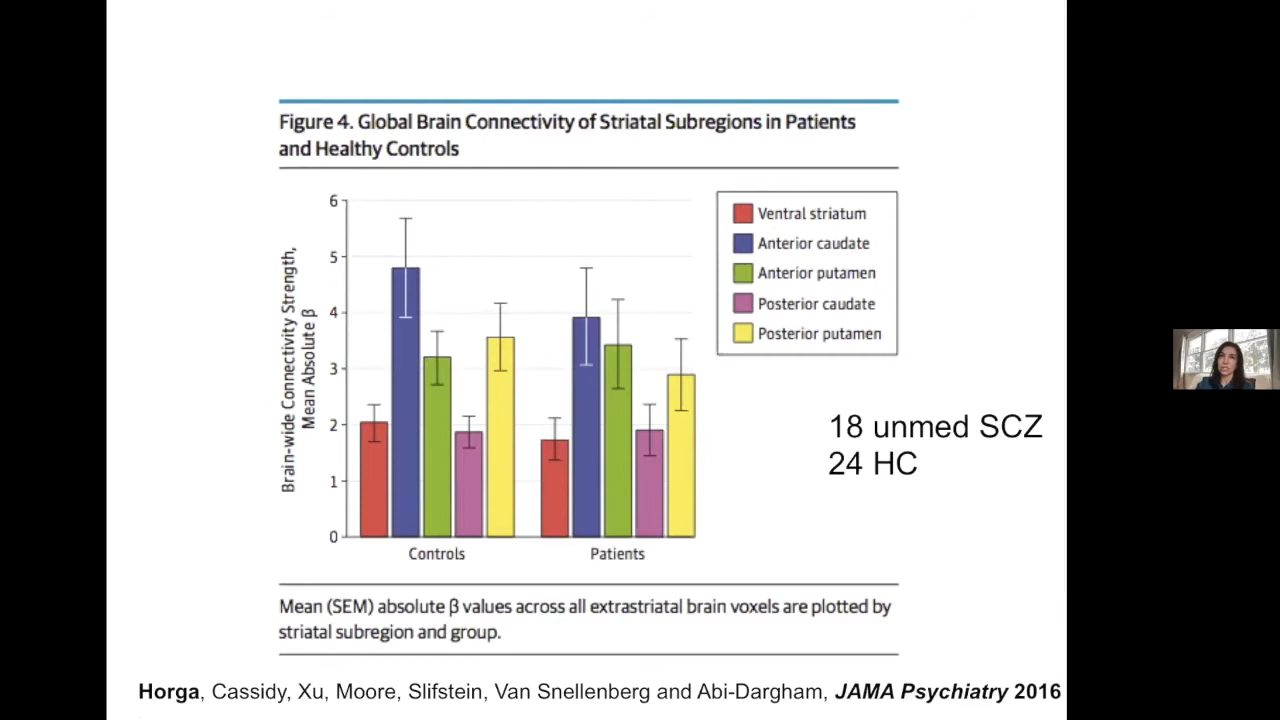 Figure 4. Global Brain Connectivity of Striatal Subregions in Patients
and Healthy Controls
6
5
4
3
2
1
0
Brain-wide Connectivity Strength,
Mean Absolute β
Controls
Patients
Ventral striatum
Anterior caudate
Anterior putamen
Posterior caudate
Posterior putamen
18 unmed SCZ
24 HC
Mean (SEM) absolute β values across all extrastriatal brain voxels are plotted by
striatal subregion and group.
Horga, Cassidy, Xu, Moore, Slifstein, Van Snellenberg and Abi-Dargham, JAMA Psychiatry 2016